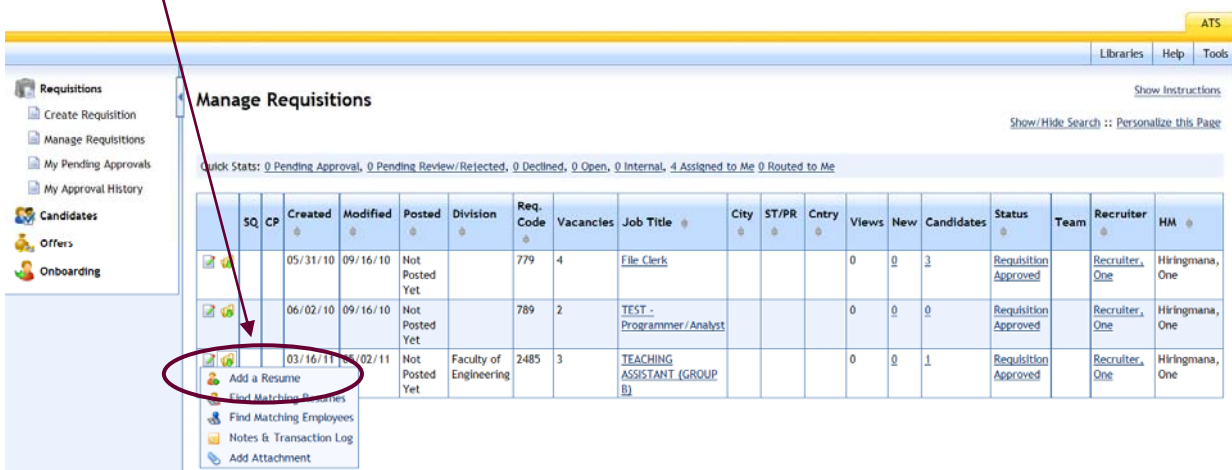 ATS
Libraries Help Tools
Requisitions
Create Requisition
Manage Requisitions
My Pending Approvals
My Approval History
Candidates
Offers
Onboarding
Manage Requisitions
Show Instructions
Show/Hide Search :: Personalize this Page
Quick Stats: 0 Pending Approval, 0 Pending Review/Rejected, 0 Declined, 0 Open, 0 Internal, 4 Assigned to Me 0 Routed to Me
SQ CP Created Modified Posted Division Req. Code Vacancies Job Title City ST/PR Cntry Views New Candidates Status Team Recruiter HM
05/31/10 09/16/10 Not Posted Yet 779 4 File Clerk 0 0 3 Requisition Approved Recruiter, One Hiringmana, One
06/02/10 09/16/10 Not Posted Yet 789 2 TEST - Programmer/Analyst 0 0 0 Requisition Approved Recruiter, One Hiringmana, One
03/16/11 05/02/11 Not Posted Yet Faculty of Engineering 2485 3 TEACHING ASSISTANT (GROUP B) 0 0 1 Requisition Approved Recruiter, One Hiringmana, One
Add a Resume
Find Matching Resumes
Find Matching Employees
Notes & Transaction Log
Add Attachment